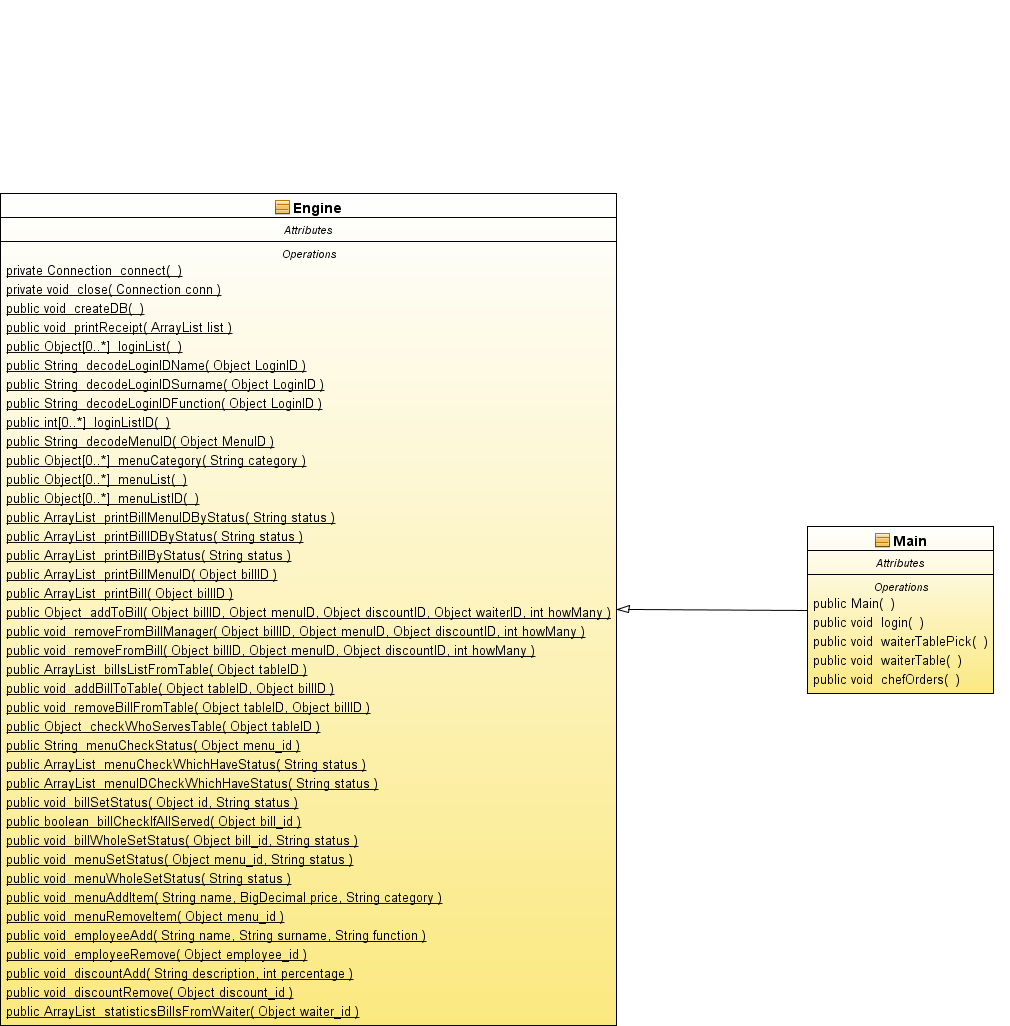 Engine
Attributes
Operations
private Connection connect( )
private void close( Connection conn )
public void createDB( )
public void printReceipt( ArrayList list )
public Object[0..*] loginList( )
public String decodeLoginIDName( Object LoginID )
public String decodeLoginIDSurname( Object LoginID )
public String decodeLoginIDFunction( Object LoginID )
public int[0..*] loginListID( )
public String decodeMenuID( Object MenuID )
public Object[0..*] menuCategory( String category )
public Object[0..*] menuList( )
public Object[0..*] menuListID( )
public ArrayList printBillMenuIDByStatus( String status )
public ArrayList printBillIDByStatus( String status )
public ArrayList printBillByStatus( String status )
public ArrayList printBillMenuID( Object billID )
public ArrayList printBill( Object billID )
public Object addToBill( Object billID, Object menuID, Object discountID, Object waiterID, int howMany )
public void removeFromBillManager( Object billID, Object menuID, Object discountID, int howMany )
public void removeFromBill( Object billID, Object menuID, Object discountID, int howMany )
public ArrayList billsListFromTable( Object tableID )
public void addBillToTable( Object tableID, Object billID )
public void removeBillFromTable( Object tableID, Object billID )
public Object checkWhoServesTable( Object tableID )
public String menuCheckStatus( Object menu_id )
public ArrayList menuCheckWhichHaveStatus( String status )
public ArrayList menuIDCheckWhichHaveStatus( String status )
public void billSetStatus( Object id, String status )
public boolean billCheckIfAllServed( Object bill_id )
public void billWholeSetStatus( Object bill_id, String status )
public void menuSetStatus( Object menu_id, String status )
public void menuWholeSetStatus( String status )
public void menuAddItem( String name, BigDecimal price, String category )
public void menuRemoveItem( Object menu_id )
public void employeeAdd( String name, String surname, String function )
public void employeeRemove( Object employee_id )
public void discountAdd( String description, int percentage )
public void discountRemove( Object discount_id )
public ArrayList statisticsBillsFromWaiter( Object waiter_id )
Main
Attributes
Operations
public Main( )
public void login( )
public void waiterTablePick( )
public void waiterTable( )
public void chefOrders( )